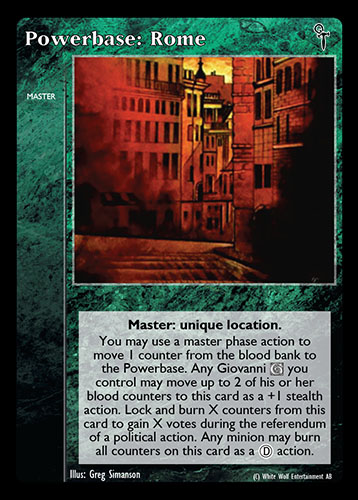 Powerbase: Rome
MASTER
Master: unique location.
You may use a master phase action to
move 1 counter from the blood bank to
the Powerbase. Any Giovanni you
control may move up to 2 of his or her
blood counters to this card as a +1 stealth
action. Lock and burn X counters from this
card to gain X votes during the referendum
of a political action. Any minion may burn
all counters on this card as a Ⓓ action.
Illus: Greg Simanson
(C) White Wolf Entertainment AB